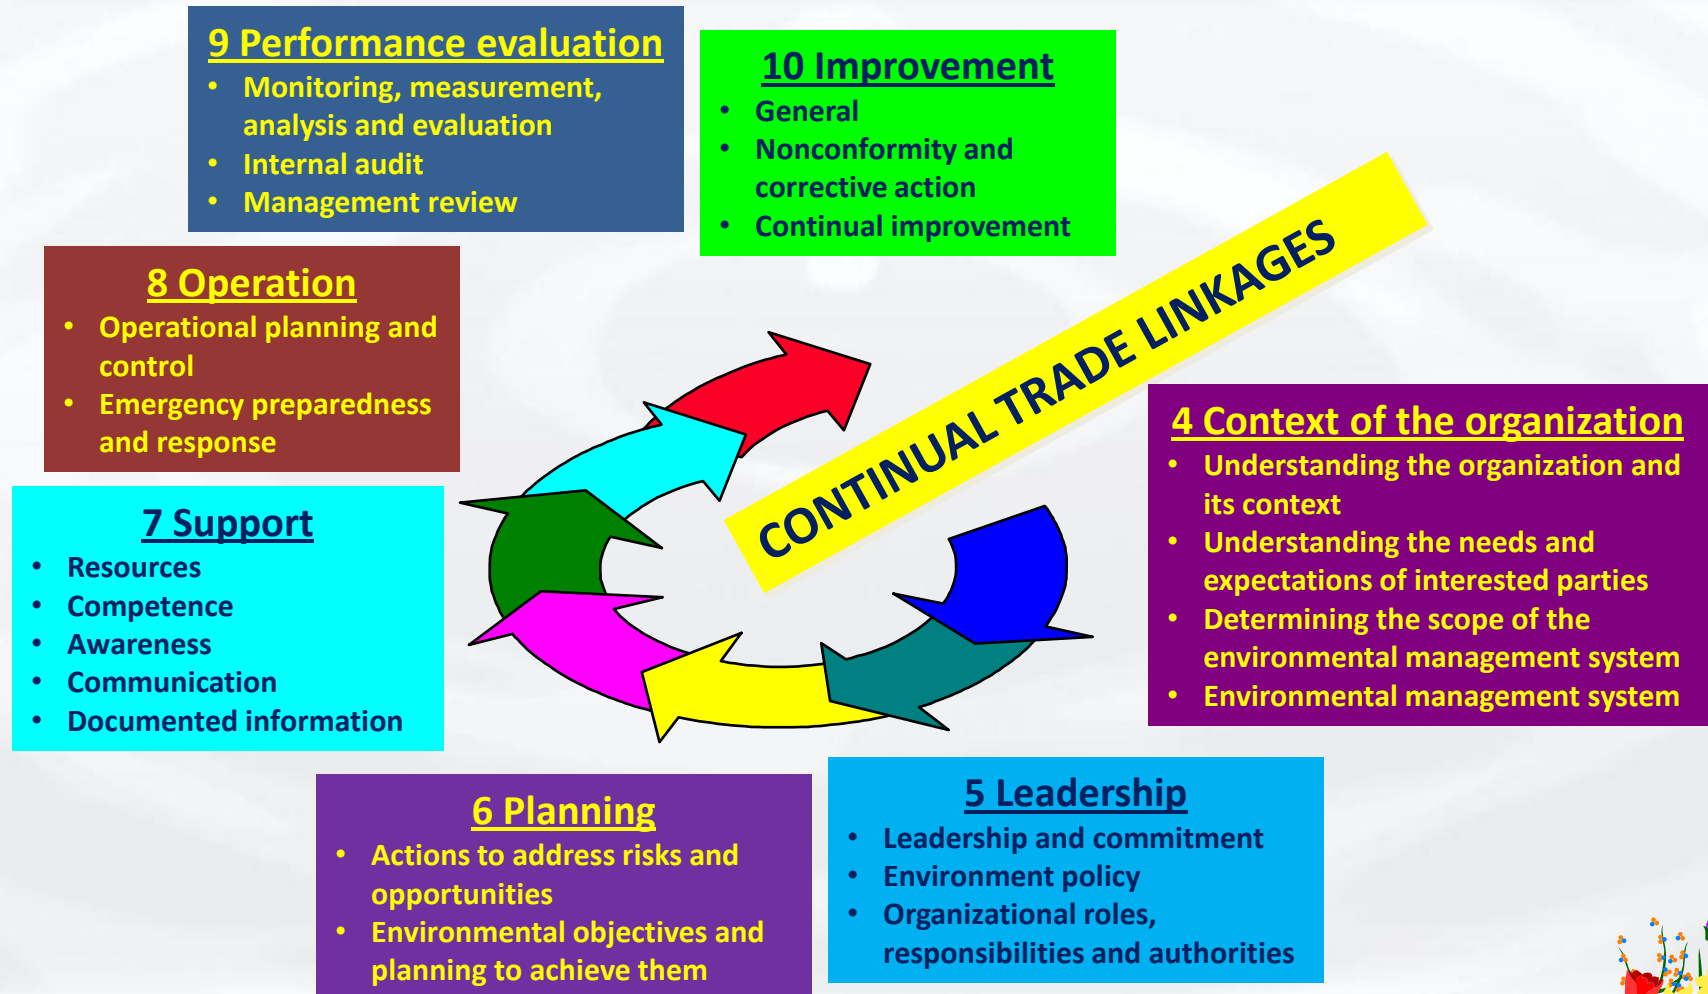 9 Performance evaluation
• Monitoring, measurement,
analysis and evaluation
• Internal audit
• Management review
10 Improvement
• General
• Nonconformity and
corrective action
• Continual improvement
8 Operation
• Operational planning and
control
• Emergency preparedness
and response
CONTINUAL TRADE LINKAGES
4 Context of the organization
• Understanding the organization and
its context
• Understanding the needs and
expectations of interested parties
• Determining the scope of the
environmental management system
• Environmental management system
7 Support
• Resources
• Competence
• Awareness
• Communication
• Documented information
6 Planning
• Actions to address risks and
opportunities
• Environmental objectives and
planning to achieve them
5 Leadership
• Leadership and commitment
• Environment policy
• Organizational roles,
responsibilities and authorities